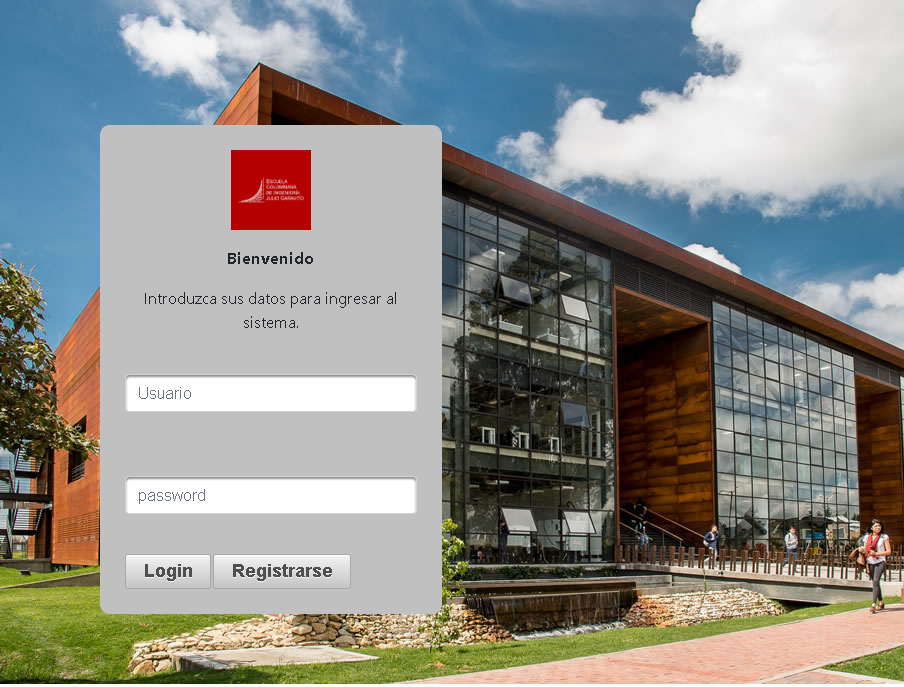 ESCUELA
COLOMBIANA
DE INGENIERÍA
JULIO GARAVITO
Bienvenido
Introduzca sus datos para ingresar al
sistema.
Usuario
password
Login Registrarse